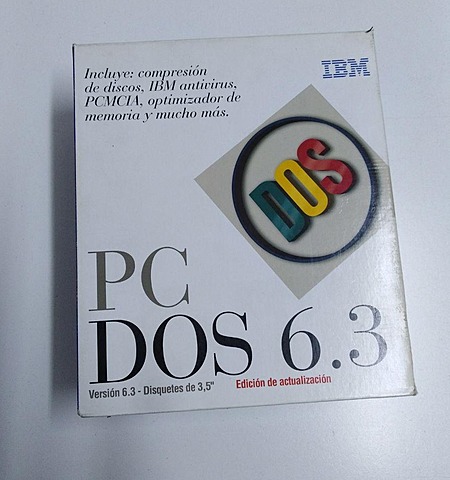 Incluye: compresión
de discos, IBM antivirus,
PCMCIA, optimizador de
memoria y mucho más.
IBM
DOS
PC
DOS 6.3
Versión 6.3 - Disquetes de 3,5"
Edición de actualización